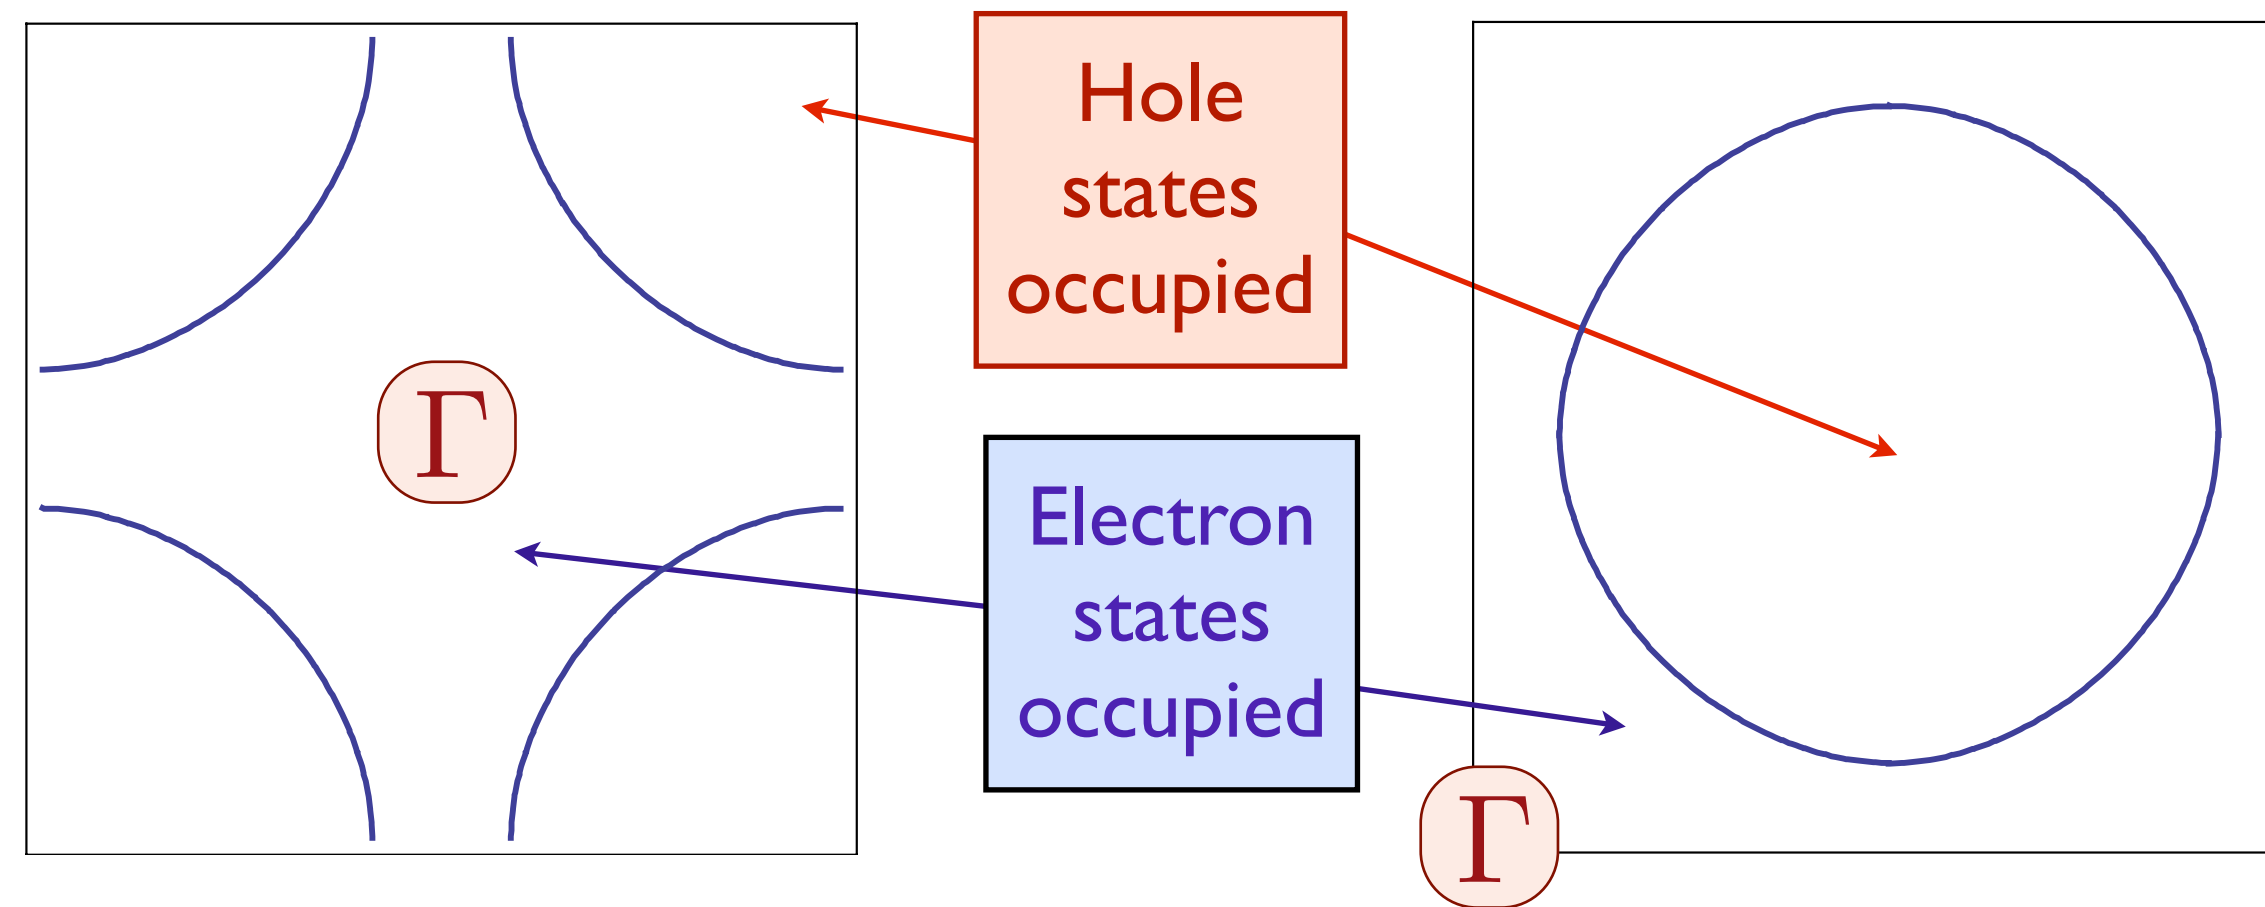 Hole
states
occupied
Γ
Electron
states
occupied
Γ